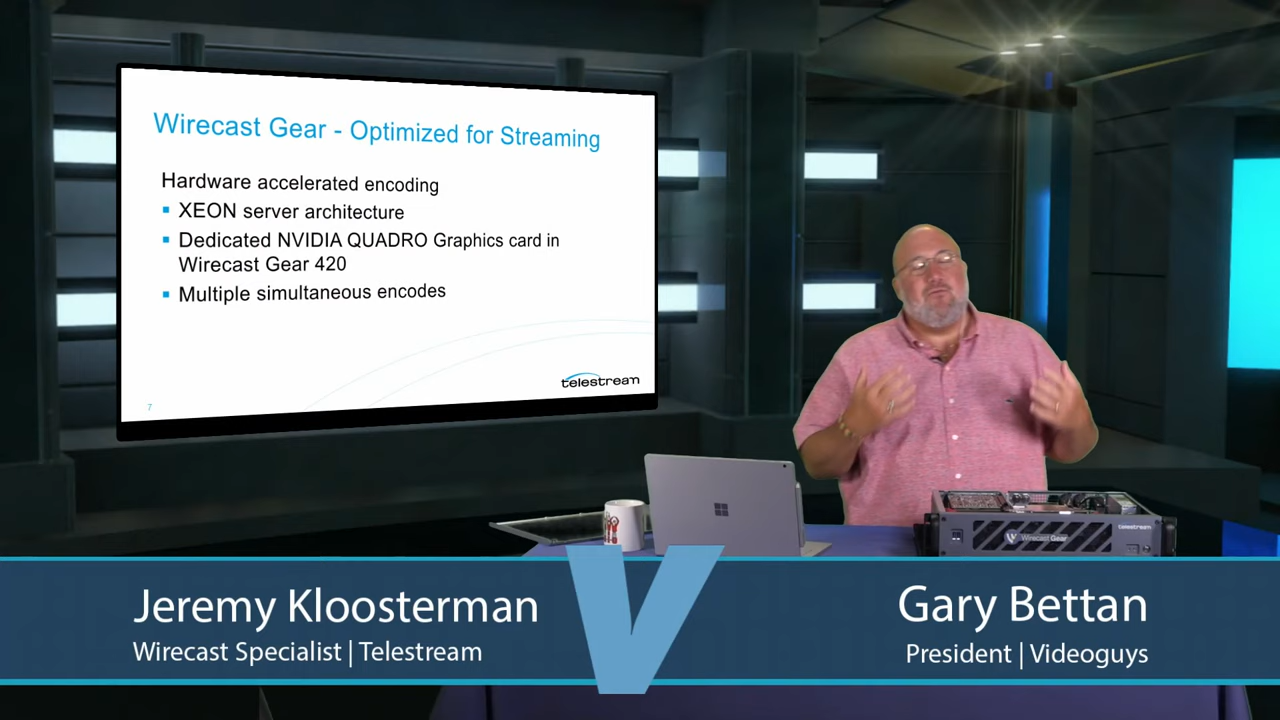 Wirecast Gear - Optimized for Streaming
Hardware accelerated encoding
▪ XEON server architecture
▪ Dedicated NVIDIA QUADRO Graphics card in
Wirecast Gear 420
▪ Multiple simultaneous encodes
telestream
7
telestream
Wirecast Gear
Jeremy Kloosterman
Wirecast Specialist | Telestream
V
Gary Bettan
President | Videoguys